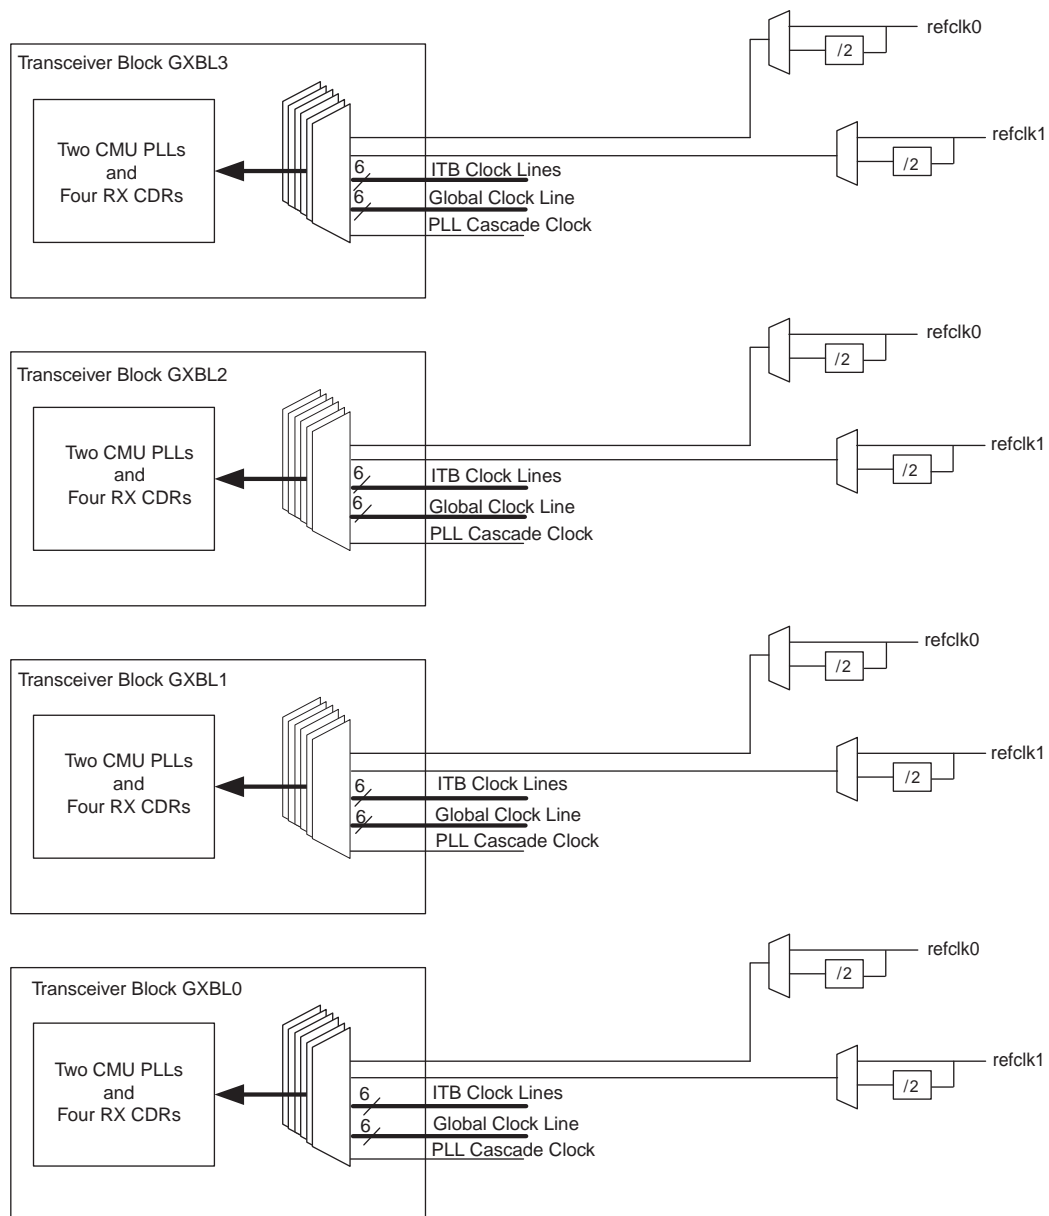 refclk0
/2
Transceiver Block GXBL3
refclk1
/2
Two CMU PLLs
and
Four RX CDRs
6
ITB Clock Lines
6
Global Clock Line
PLL Cascade Clock
refclk0
/2
Transceiver Block GXBL2
refclk1
/2
Two CMU PLLs
and
Four RX CDRs
6
ITB Clock Lines
6
Global Clock Line
PLL Cascade Clock
refclk0
/2
Transceiver Block GXBL1
refclk1
/2
Two CMU PLLs
and
Four RX CDRs
6
ITB Clock Lines
6
Global Clock Line
PLL Cascade Clock
refclk0
/2
Transceiver Block GXBL0
refclk1
/2
Two CMU PLLs
and
Four RX CDRs
6
ITB Clock Lines
6
Global Clock Line
PLL Cascade Clock